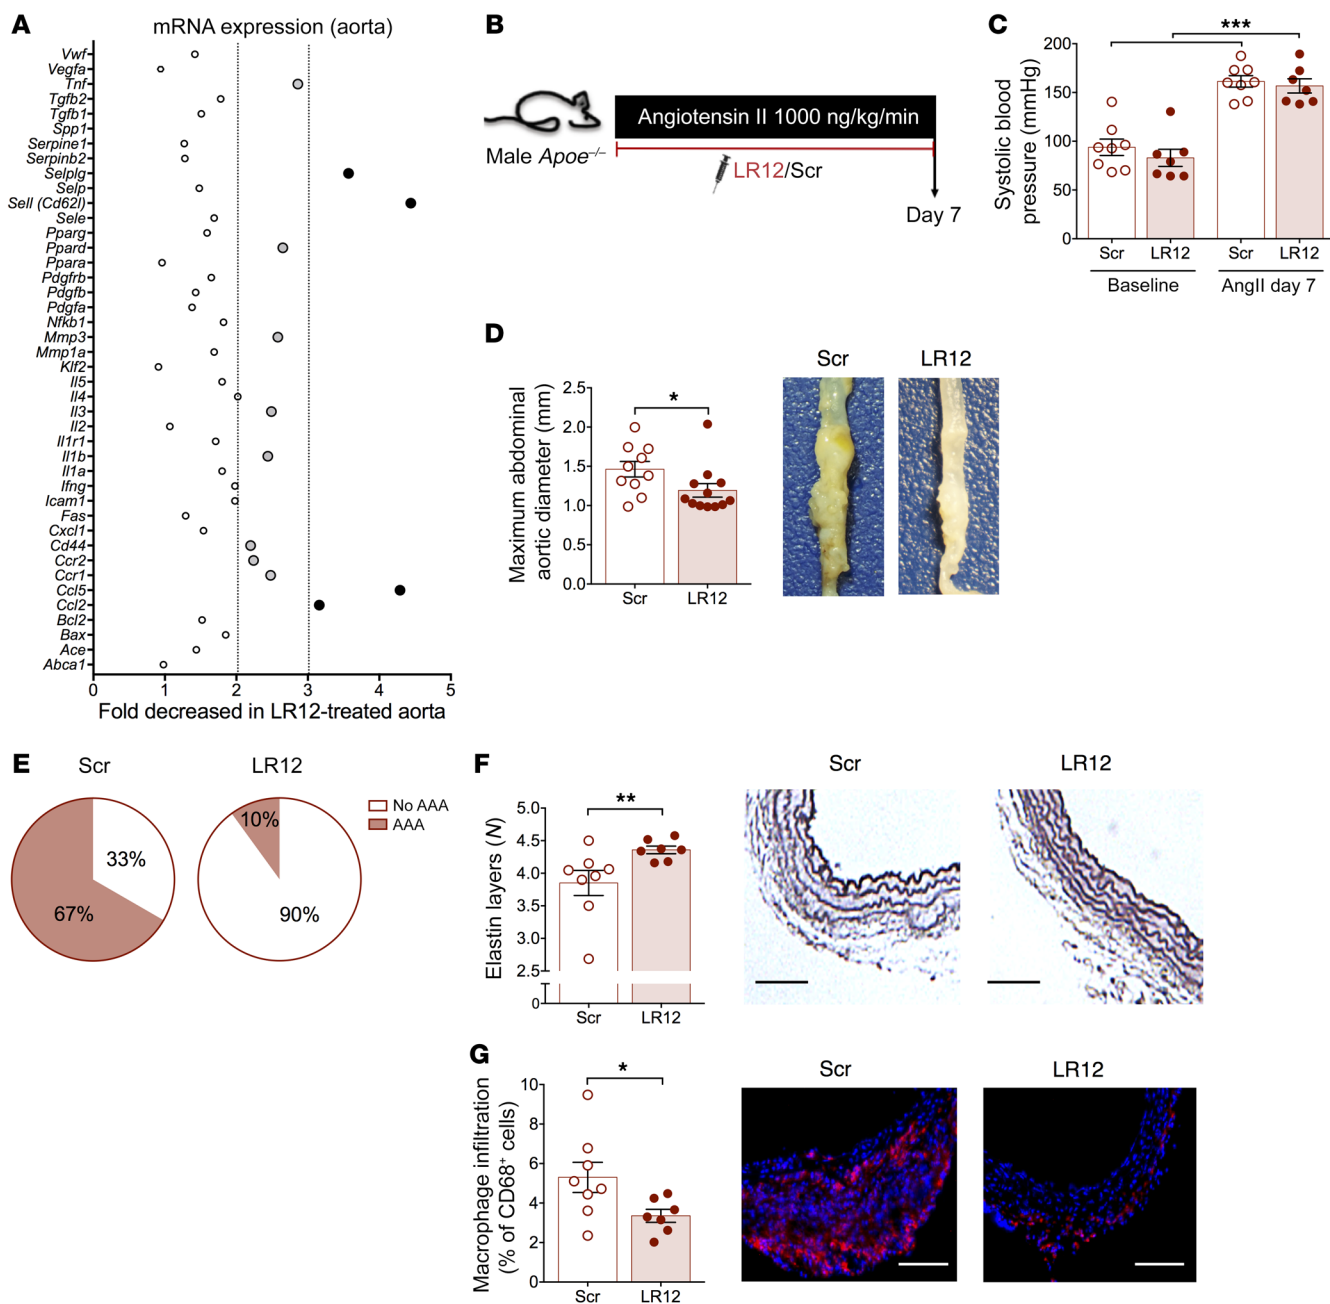 A
mRNA expression (aorta)
Vwf
Vegfa
Tnf
Tgfb2
Tgfb1
Spp1
Serpine1
Serpinb2
Selplg
Selp
Sell (Cd62l)
Sele
Pparg
Ppard
Ppara
Pdgfrb
Pdgfb
Pdgfa
Nfkb1
Mmp3
Mmp1a
Klf2
Il5
Il4
Il3
Il2
Il1r1
Il1b
Il1a
Ifng
Icam1
Fas
Cxcl1
Cd44
Ccr2
Ccr1
Ccl5
Ccl2
Bcl2
Bax
Ace
Abca1
0 1 2 3 4 5
Fold decreased in LR12-treated aorta
B
Male Apoe–/–
Angiotensin II 1000 ng/kg/min
LR12/Scr
Day 7
C
***
Systolic blood
pressure (mmHg)
200
150
100
50
0
Scr LR12 Scr LR12
Baseline AngII day 7
D
Maximum abdominal
aortic diameter (mm)
2.5
2.0
1.5
1.0
0.5
0.0
*
Scr LR12
Scr LR12
E
Scr LR12
33%
67%
10%
90%
No AAA
AAA
F
Elastin layers (N)
5.0
4.5
4.0
3.5
3.0
2.5
0
**
Scr LR12
Scr LR12
G
Macrophage infiltration
(% of CD68+ cells)
10
8
6
4
2
0
*
Scr LR12
Scr LR12